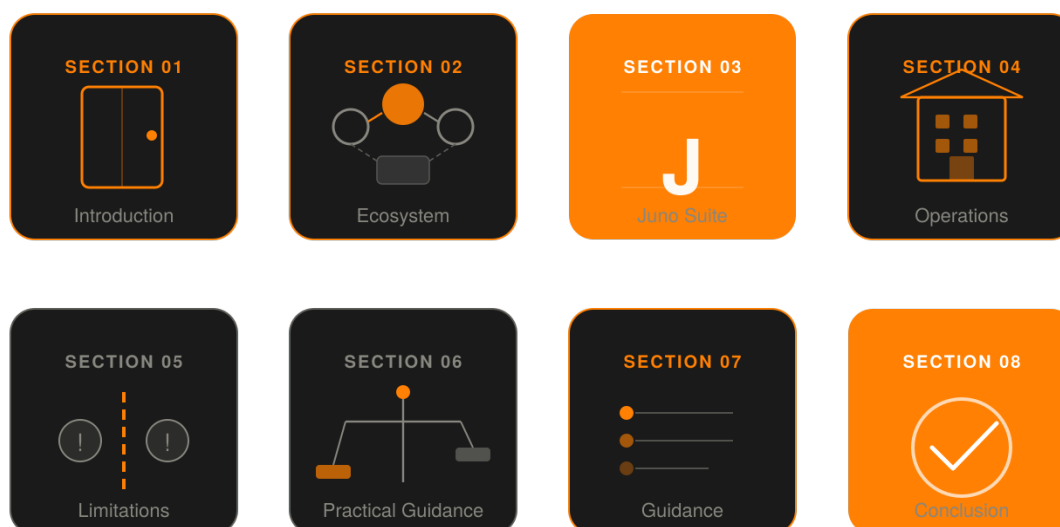 SECTION 01
Introduction
SECTION 02
Ecosystem
SECTION 03
J
Juno Suite
SECTION 04
Operations
SECTION 05
! !
Limitations
SECTION 06
Practical Guidance
SECTION 07
Guidance
SECTION 08
Conclusion